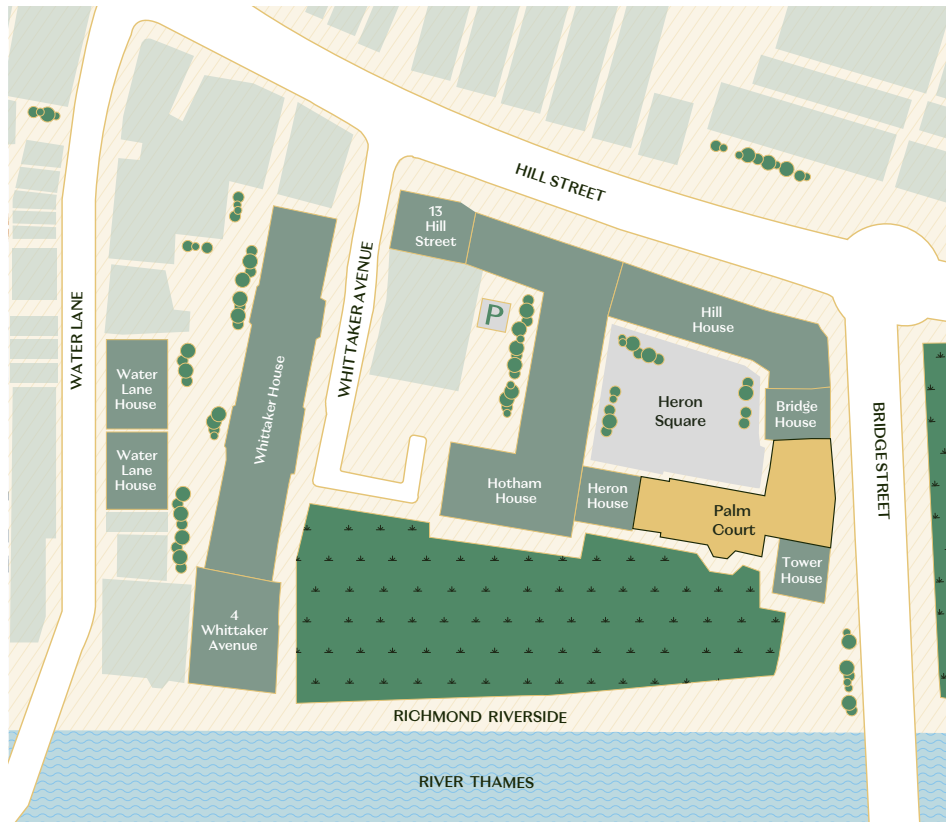 HILL STREET
13
Hill
Street
WHITTAKER AVENUE
WATER LANE
P
Hill
House
Water
Lane
House
Whittaker House
Heron
Square
Bridge
House
BRIDGE STREET
Water
Lane
House
Hotham
House
Heron
House
Palm
Court
Tower
House
4
Whittaker
Avenue
RICHMOND RIVERSIDE
RIVER THAMES